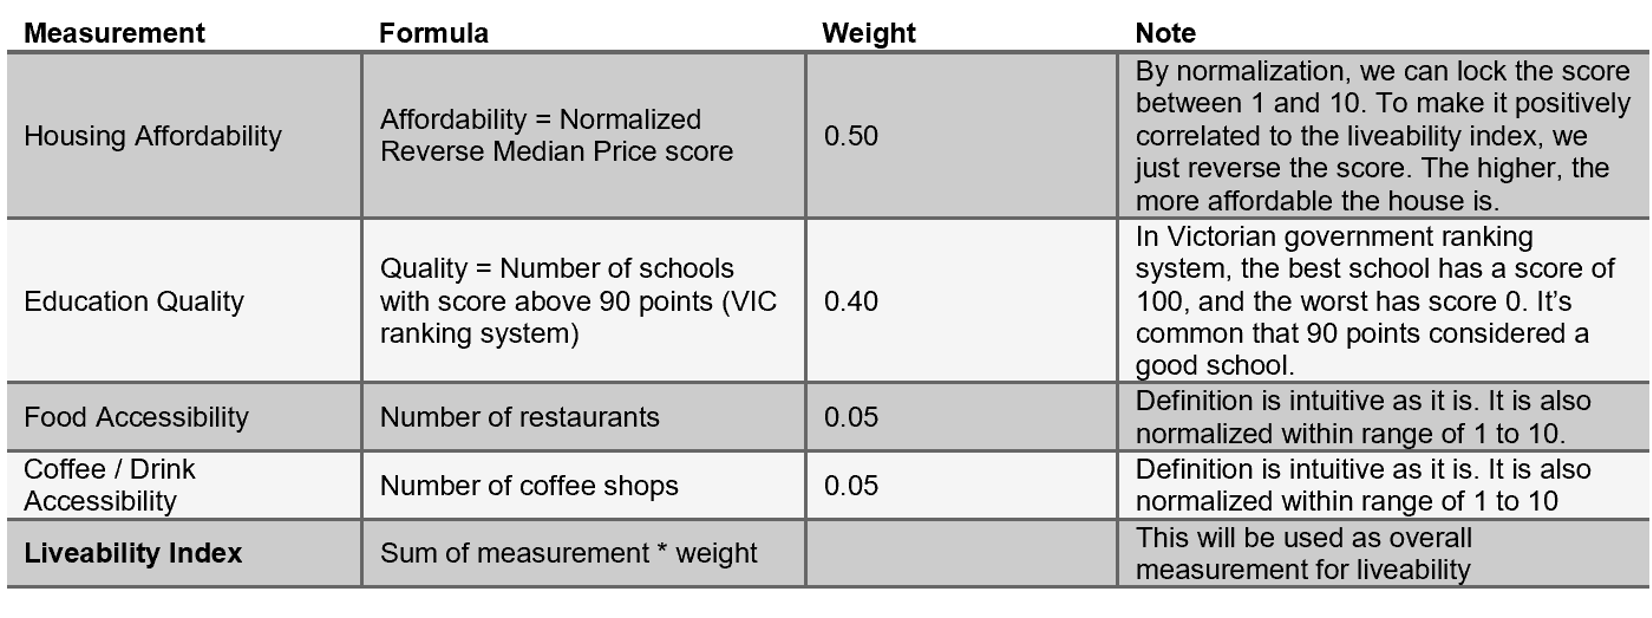 Measurement Formula Weight Note
Housing Affordability
Affordability = Normalized
Reverse Median Price score
0.50
By normalization, we can lock the score
between 1 and 10. To make it positively
correlated to the liveability index, we
just reverse the score. The higher, the
more affordable the house is.
Education Quality
Quality = Number of schools
with score above 90 points (VIC
ranking system)
0.40
In Victorian government ranking
system, the best school has a score of
100, and the worst has score 0. It’s
common that 90 points considered a
good school.
Food Accessibility
Number of restaurants
0.05
Definition is intuitive as it is. It is also
normalized within range of 1 to 10.
Coffee / Drink
Accessibility
Number of coffee shops
0.05
Definition is intuitive as it is. It is also
normalized within range of 1 to 10
Liveability Index
Sum of measurement * weight
This will be used as overall
measurement for liveability